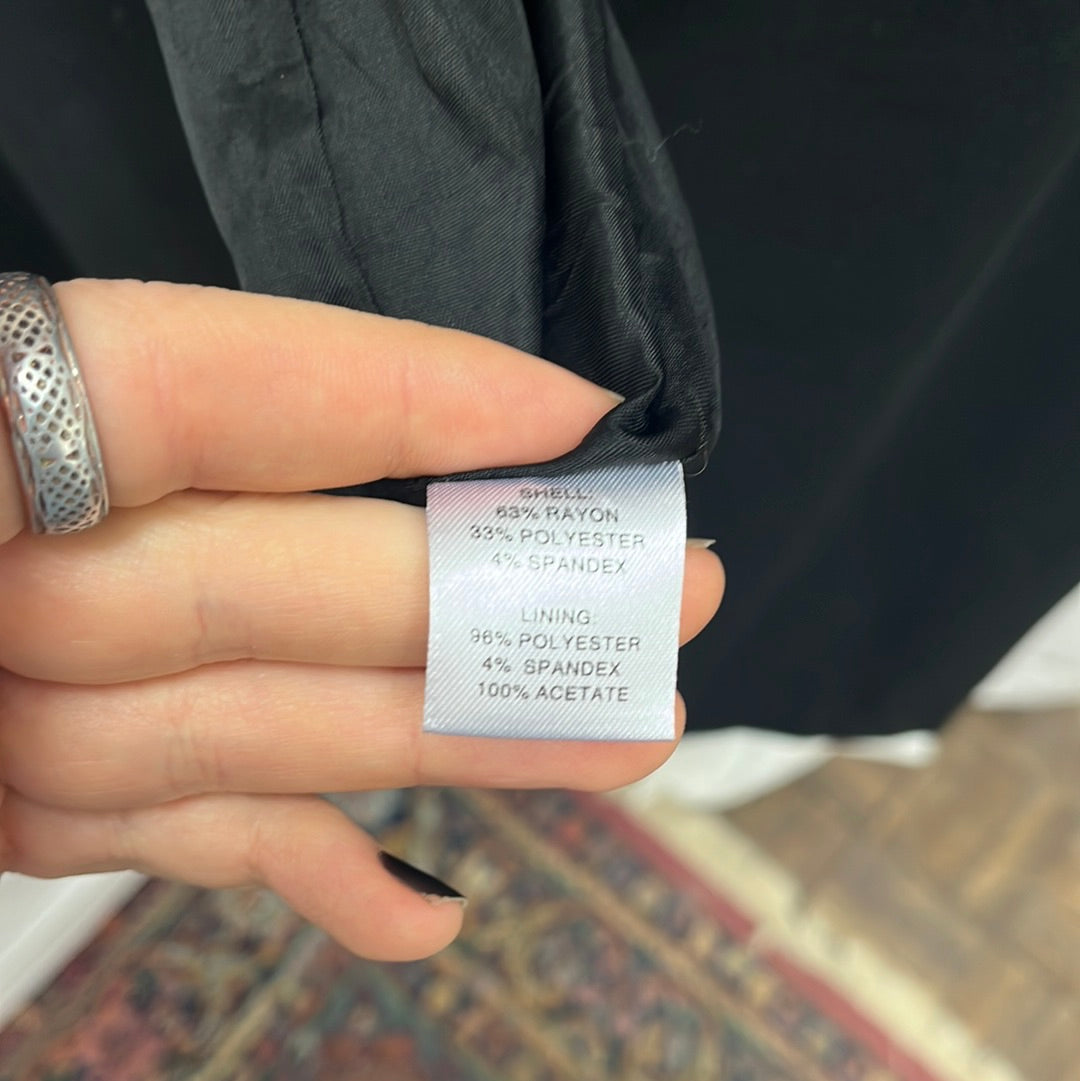 SHELL:
63% RAYON
33% POLYESTER
4% SPANDEX
LINING:
96% POLYESTER
4% SPANDEX
100% ACETATE